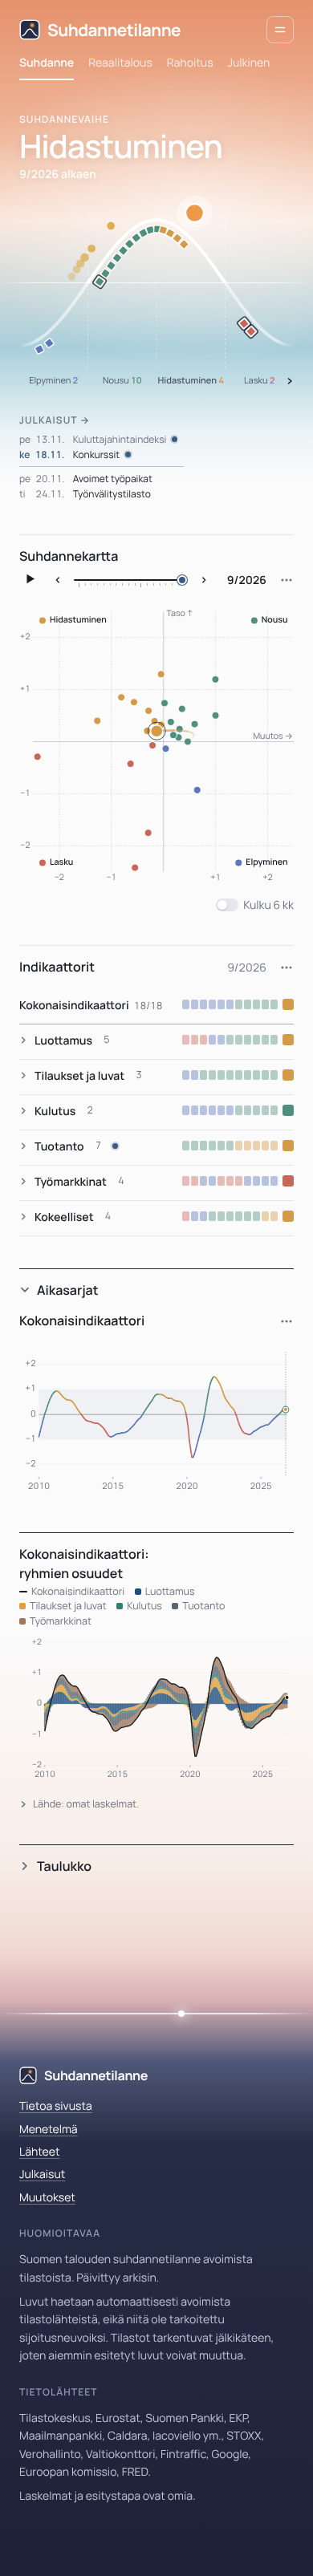 Suhdannetilanne
Suhdanne Reaalitalous Rahoitus Julkinen
SUHDANNEVAIHE
Hidastuminen
9/2026 alkaen
Elpyminen 2 Nousu 10 Hidastuminen 4 Lasku 2
JULKAISUT →
pe 13.11. Kuluttajahintaindeksi
ke 18.11. Konkurssit
pe 20.11. Avoimet työpaikat
ti 24.11. Työnvälitystilasto
Suhdannekartta
9/2026
Taso ↑
Hidastuminen Nousu
+2
+1
Muutos →
−1
−2
Lasku Elpyminen
−2 −1 +1 +2
Kulku 6 kk
Indikaattorit 9/2026
Kokonaisindikaattori 18/18
Luottamus 5
Tilaukset ja luvat 3
Kulutus 2
Tuotanto 7
Työmarkkinat 4
Kokeelliset 4
Aikasarjat
Kokonaisindikaattori
+2
+1
0
−1
−2
2010 2015 2020 2025
Kokonaisindikaattori:
ryhmien osuudet
Kokonaisindikaattori Luottamus
Tilaukset ja luvat Kulutus Tuotanto
Työmarkkinat
+2
+1
0
−1
−2
2010 2015 2020 2025
Lähde: omat laskelmat.
Taulukko
Suhdannetilanne
Tietoa sivusta
Menetelmä
Lähteet
Julkaisut
Muutokset
HUOMIOITAVAA
Suomen talouden suhdannetilanne avoimista
tilastoista. Päivittyy arkisin.
Luvut haetaan automaattisesti avoimista
tilastolähteistä, eikä niitä ole tarkoitettu
sijoitusneuvoiksi. Tilastot tarkentuvat jälkikäteen,
joten aiemmin esitetyt luvut voivat muuttua.
TIETOLÄHTEET
Tilastokeskus, Eurostat, Suomen Pankki, EKP,
Maailmanpankki, Caldara, Iacoviello ym., STOXX,
Verohallinto, Valtiokonttori, Fintraffic, Google,
Euroopan komissio, FRED.
Laskelmat ja esitystapa ovat omia.